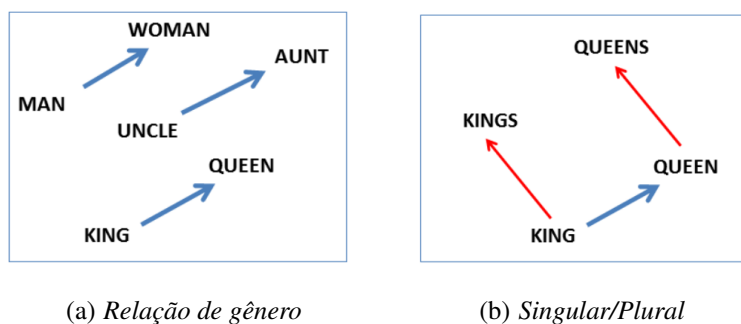 WOMAN
AUNT
MAN
UNCLE
QUEEN
KING
(a) Relação de gênero
QUEENS
KINGS
QUEEN
KING
(b) Singular/Plural